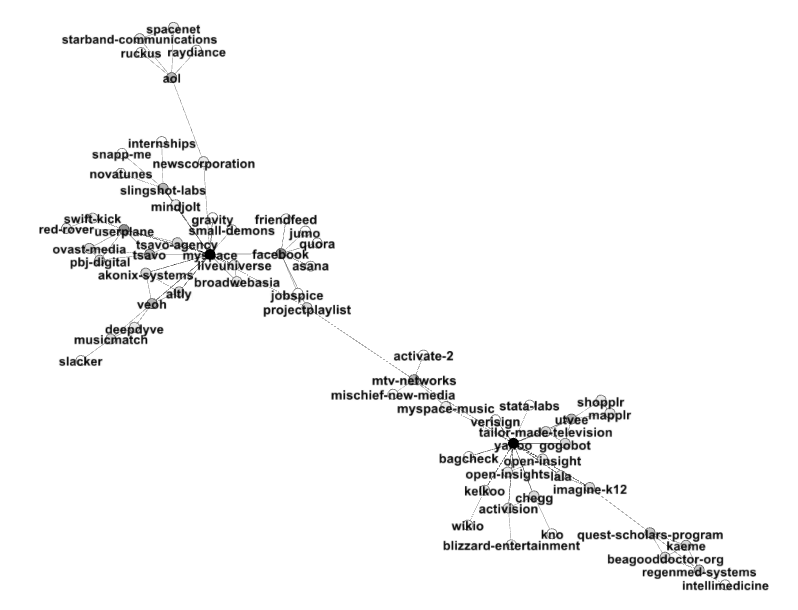 spacenet
starband-communications
ruckus raydiance
aol
internships
snapp-me
newscorporation
novatunes
slingshot-labs
mindjolt
swift-kick
gravity
friendfeed
red-rover
userplane
small-demons
jumo
tsavo-agency
quora
ovast-media
tsavo
myspace
facebook
pbj-digital
liveuniverse
asana
akonix-systems
broadwebasia
altly
jobspice
veoh
projectplaylist
deepdyve
musicmatch
slacker
activate-2
mtv-networks
mischief-new-media
myspace-music
stata-labs
shopplr
mapplr
verisign
utvee
tailor-made-television
yahoo
gogobot
bagcheck
open-insight
open-insights
lala
kelkoo
imagine-k12
chegg
activision
wikio
kno
quest-scholars-program
blizzard-entertainment
kaeme
beagooddoctor-org
regenmed-systems
intellimedicine